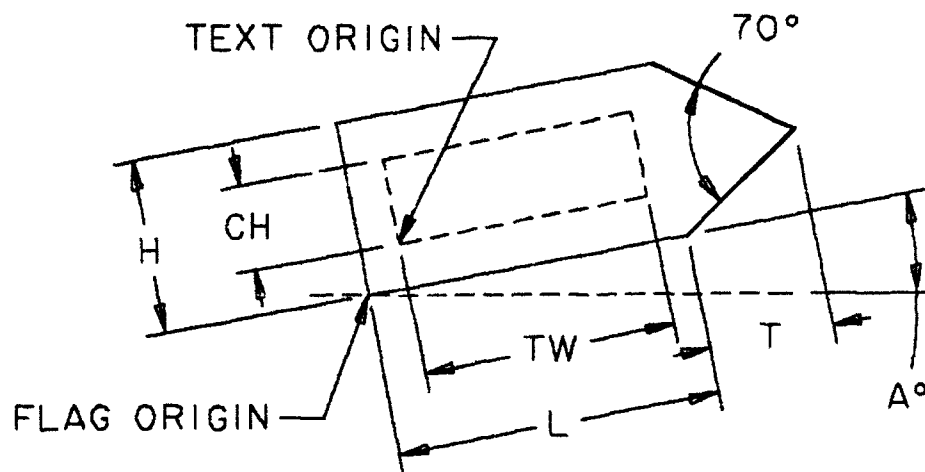 TEXT ORIGIN
70°
H
CH
TW
T
L
A°
FLAG ORIGIN